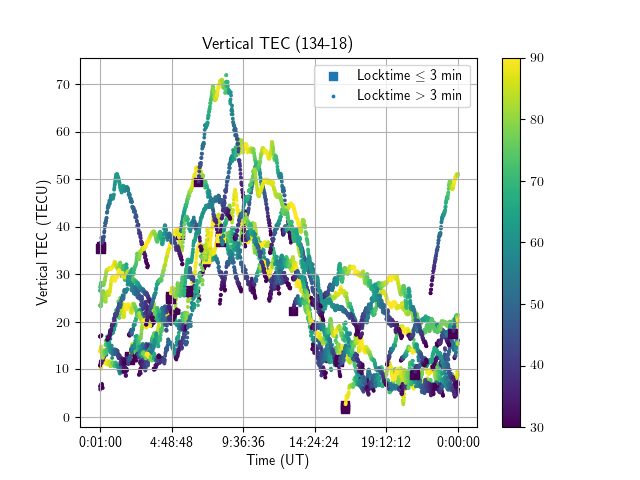 Vertical TEC (134-18)
Locktime ≤ 3 min
Locktime > 3 min
Vertical TEC (TECU)
70
60
50
40
30
20
10
0
0:01:00 4:48:48 9:36:36 14:24:24 19:12:12 0:00:00
Time (UT)
90
80
70
60
50
40
30